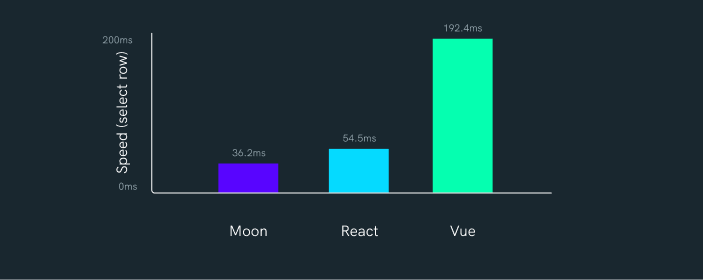 192.4ms
200ms
Speed (select row)
54.5ms
36.2ms
0ms
Moon React Vue